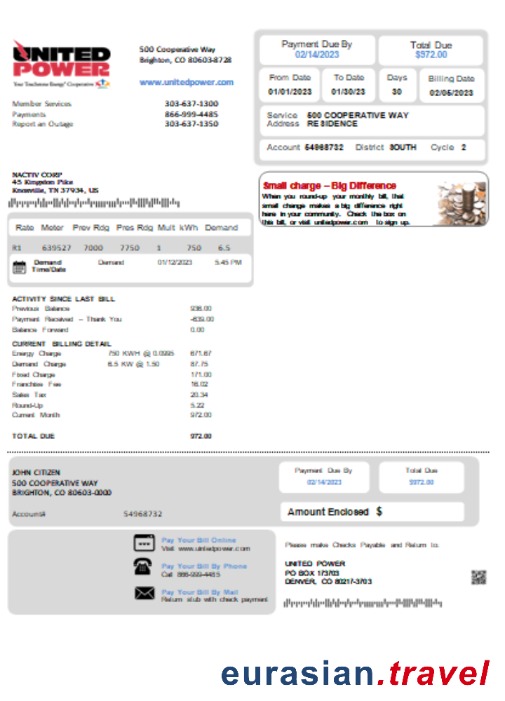 UNITED
POWER
Your Touchstone Energy® Cooperative
500 Cooperative Way
Brighton, CO 80603-8728
www.unitedpower.com
Member Services 303-637-1300
Payments 866-999-4485
Report an Outage 303-637-1350
Payment Due By
02/14/2023
Total Due
$972.00
From Date To Date Days Billing Date
01/01/2023 01/30/23 30 02/05/2023
Service 500 COOPERATIVE WAY
Address RESIDENCE
Account 54968732 District SOUTH Cycle 2
NACTIV CORP
45 Kingston Pike
Knoxville, TN 37934, US
Small charge – Big Difference
When you round-up your monthly bill, that
small change makes a big difference right
here in your community. Check the box on
this bill, or visit unitedpower.com to sign up.
Rate Meter Prev Rdg Pres Rdg Mult kWh Demand
R1 639527 7000 7750 1 750 6.5
Demand Demand 01/12/2023 5:45 PM
Time/Date
ACTIVITY SINCE LAST BILL
Previous Balance
Payment Received – Thank You
Balance Forward 0.00
CURRENT BILLING DETAIL
Energy Charge 750 KWH @ 0.0995 671.67
Demand Charge 6.5 KW @ 1.50 87.75
Fixed Charge 171.00
Franchise Fee 16.02
Sales Tax 20.34
Round-Up 5.22
Current Month 972.00
TOTAL DUE 972.00
JOHN CITIZEN
500 COOPERATIVE WAY
BRIGHTON, CO 80603-0000
Account# 54968732
Payment Due By
02/14/2023
Total Due
$972.00
Amount Enclosed $
Pay Your Bill Online
Visit www.unitedpower.com
Pay Your Bill By Phone
Call 866-999-4485
Pay Your Bill By Mail
Return stub with check payment
Please make Checks Payable and Return to:
UNITED POWER
PO BOX 173703
DENVER, CO 80217-3703
eurasian.travel